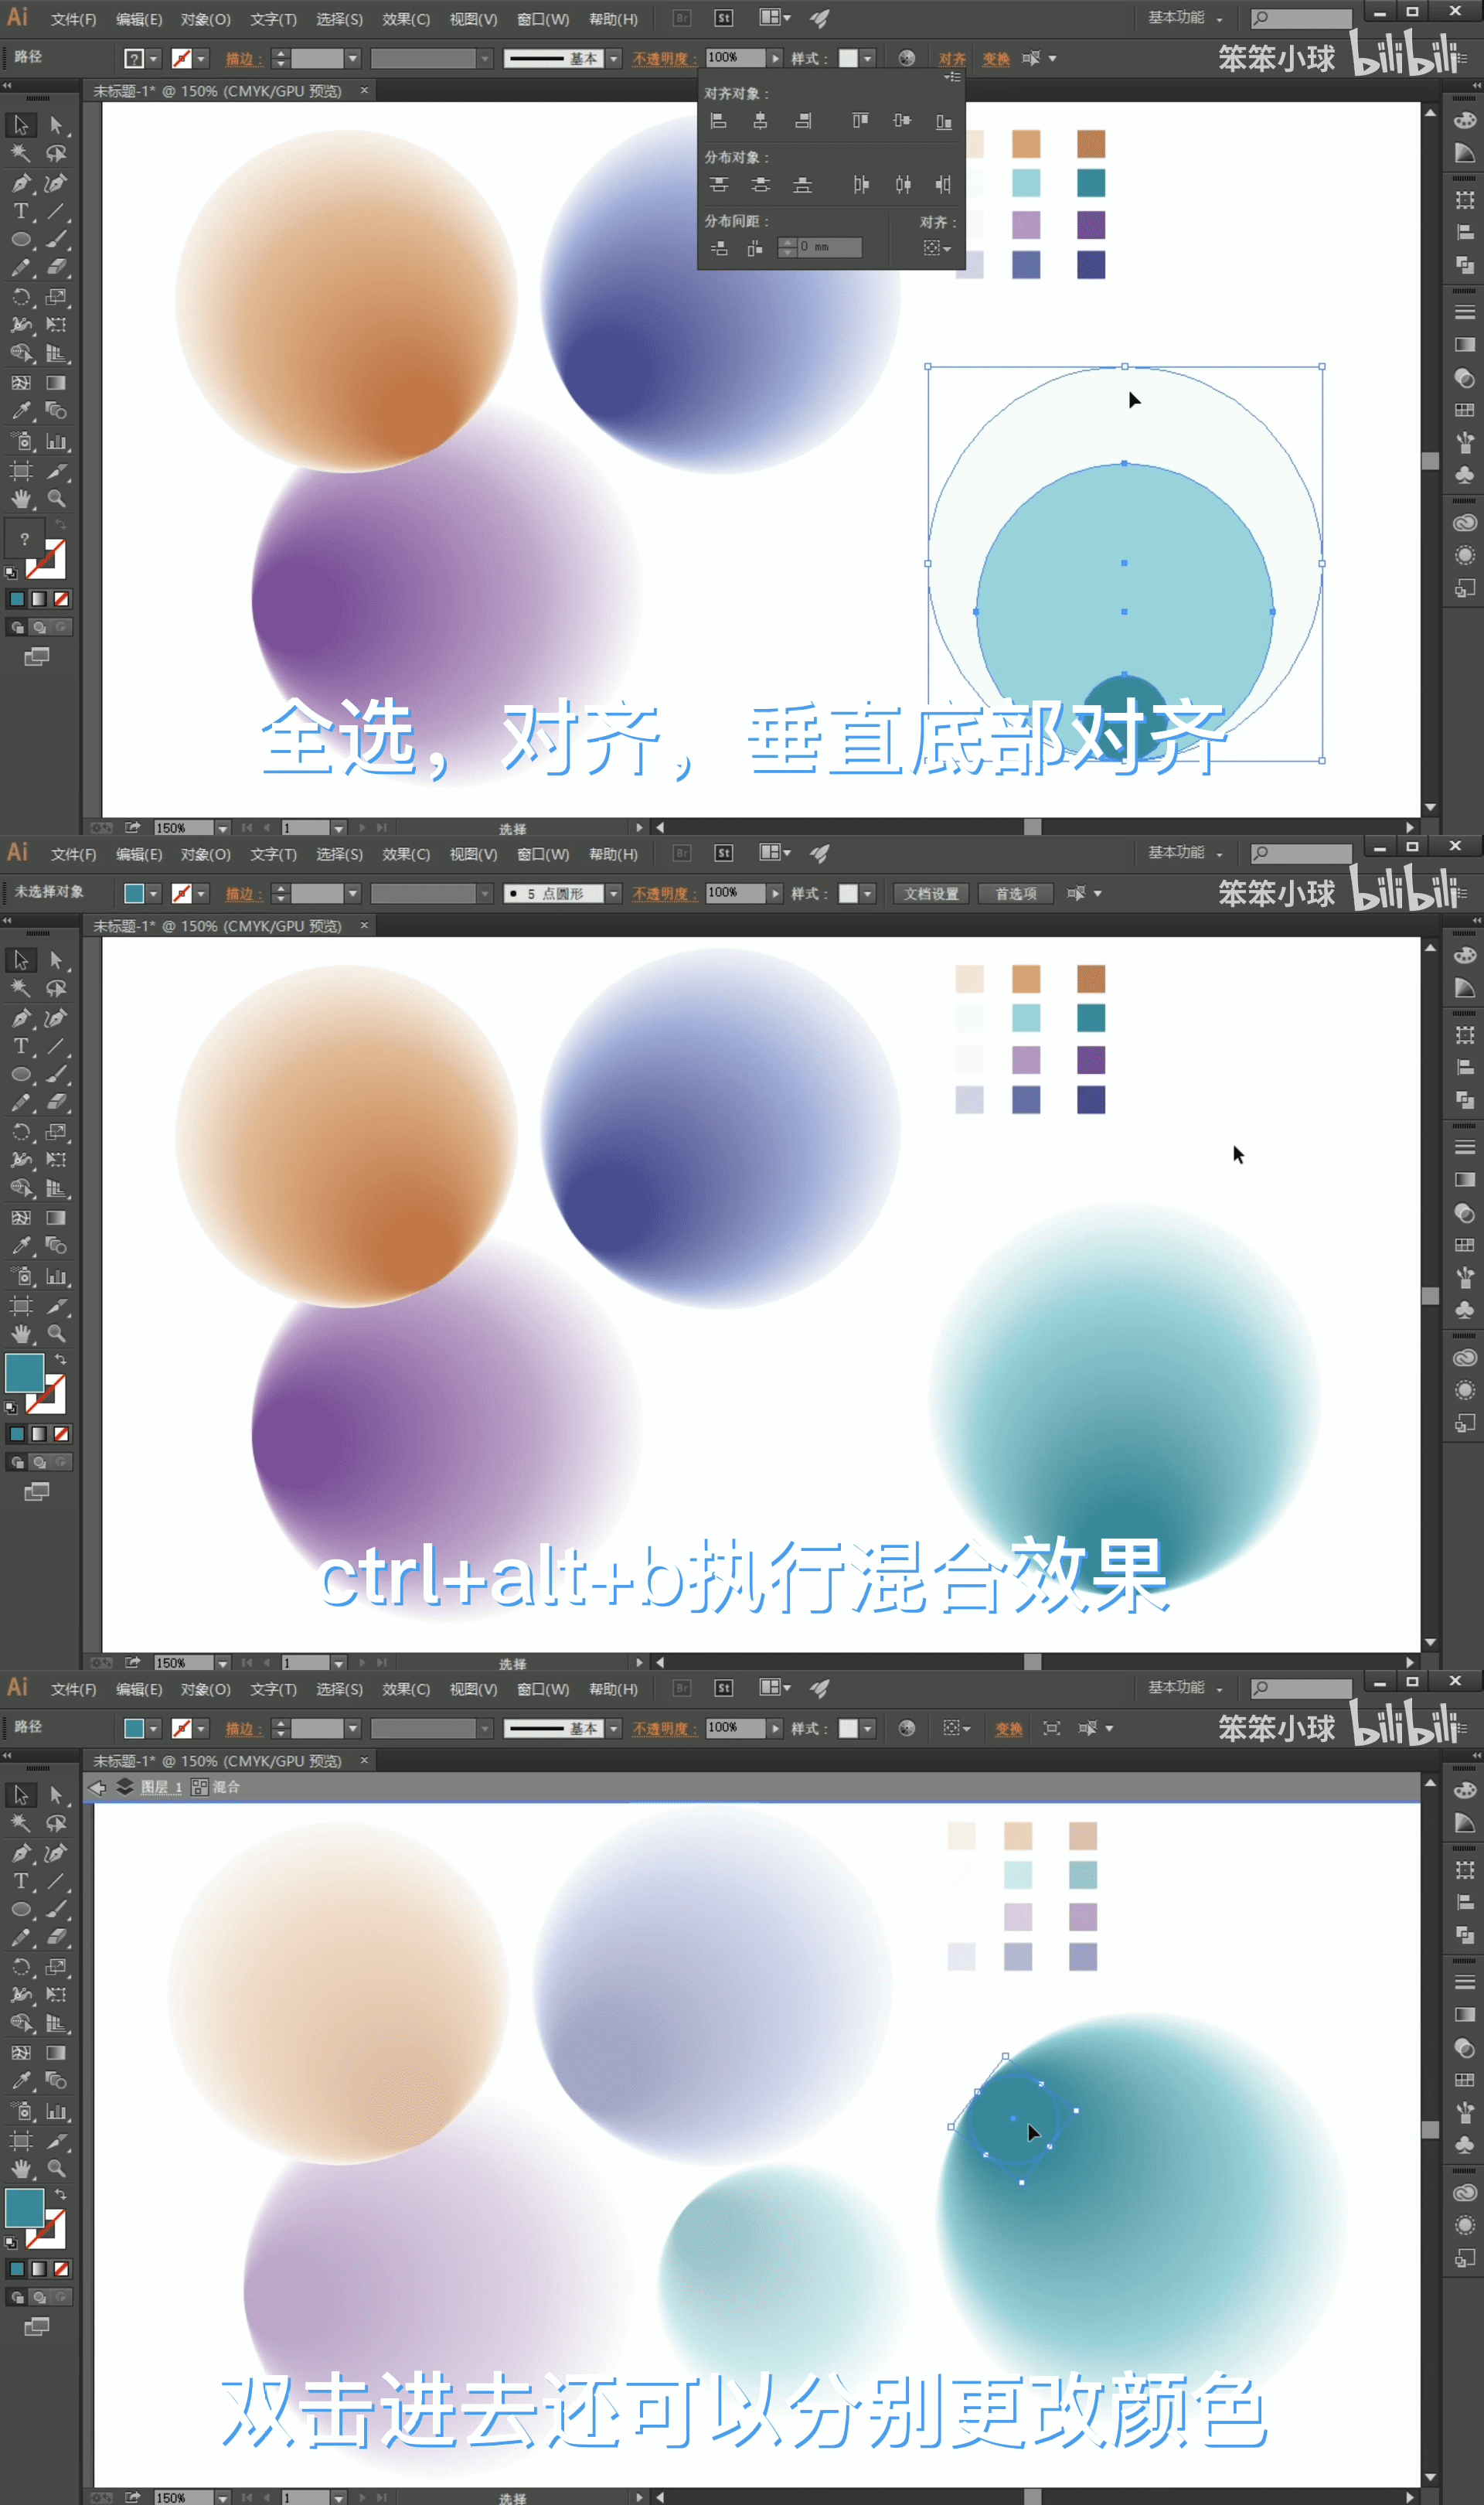 Ai 文件(F) 编辑(E) 对象(O) 文字(T) 选择(S) 效果(C) 视图(V) 窗口(W) 帮助(H) Br St 基本功能
路径 ? 描边： 基本 不透明度： 100% 样式： 对齐 变换 笨笨小球 bilibili
未标题-1* @ 150% (CMYK/GPU 预览) ×
对齐对象：
分布对象：
分布间距： 对齐：
0 mm
?
全选，对齐，垂直底部对齐
150% 1 选择
Ai 文件(F) 编辑(E) 对象(O) 文字(T) 选择(S) 效果(C) 视图(V) 窗口(W) 帮助(H) Br St 基本功能
未选择对象 描边： 5 点圆形 不透明度： 100% 样式： 文档设置 首选项 笨笨小球 bilibili
未标题-1* @ 150% (CMYK/GPU 预览) ×
ctrl+alt+b执行混合效果
150% 1 选择
Ai 文件(F) 编辑(E) 对象(O) 文字(T) 选择(S) 效果(C) 视图(V) 窗口(W) 帮助(H) Br St 基本功能
路径 描边： 基本 不透明度： 100% 样式： 变换 笨笨小球 bilibili
未标题-1* @ 150% (CMYK/GPU 预览) ×
图层 1 混合
双击进去还可以分别更改颜色
150% 1 选择